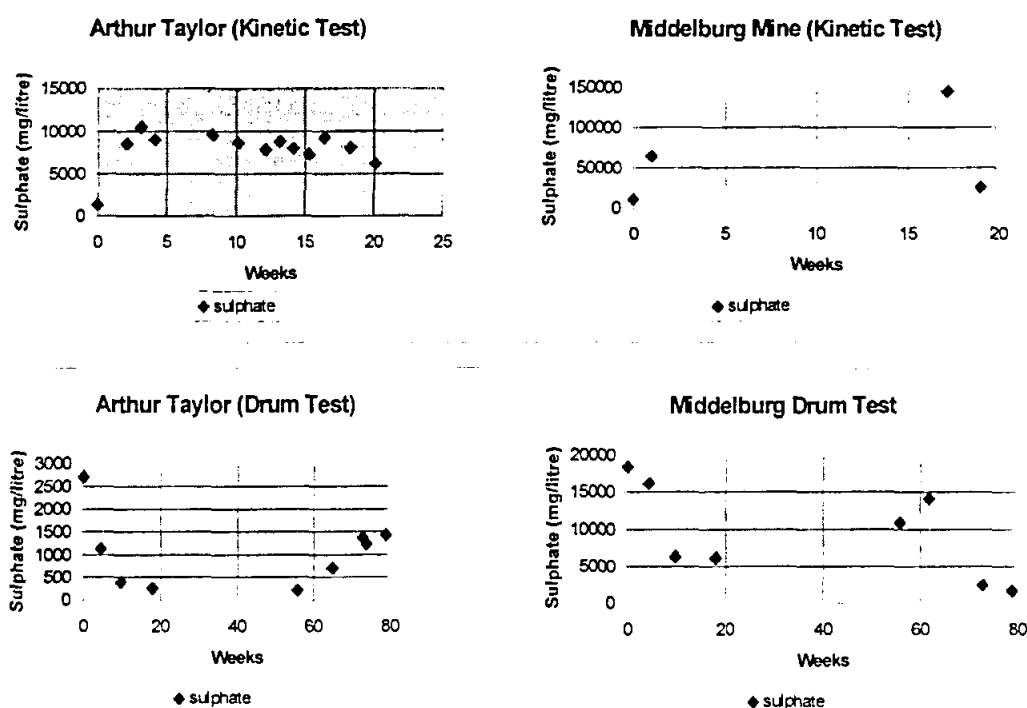 Arthur Taylor (Kinetic Test)
Sulphate (mg/litre)
15000
10000
5000
0
0 5 10 15 20 25
Weeks
sulphate
Middelburg Mine (Kinetic Test)
Sulphate (mg/litre)
150000
100000
50000
0
0 5 10 15 20
Weeks
sulphate
Arthur Taylor (Drum Test)
Sulphate (mg/litre)
3000
2500
2000
1500
1000
500
0
0 20 40 60 80
Weeks
sulphate
Middelburg Drum Test
Sulphate (mg/litre)
20000
15000
10000
5000
0
0 20 40 60 80
Weeks
sulphate